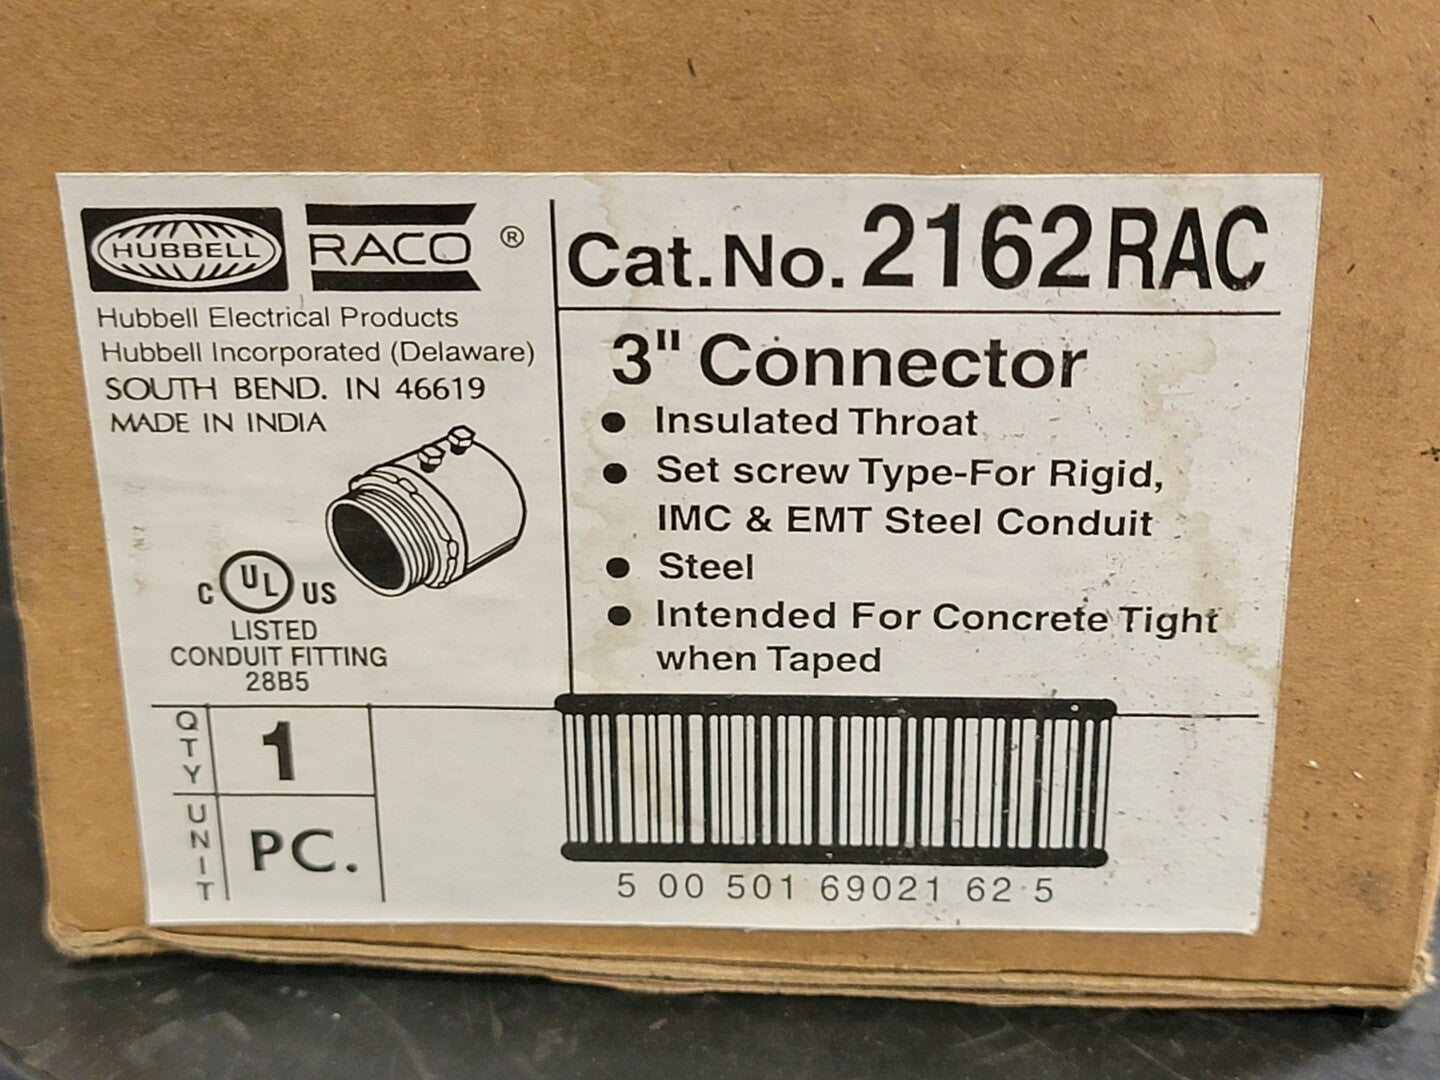 HUBBELL RACO ®
Hubbell Electrical Products
Hubbell Incorporated (Delaware)
SOUTH BEND. IN 46619
MADE IN INDIA
C UL US
LISTED
CONDUIT FITTING
28B5
QTY 1
UNIT PC.
Cat.No. 2162RAC
3" Connector
● Insulated Throat
● Set screw Type-For Rigid,
IMC & EMT Steel Conduit
● Steel
● Intended For Concrete Tight
when Taped
5 00 501 69021 62 5